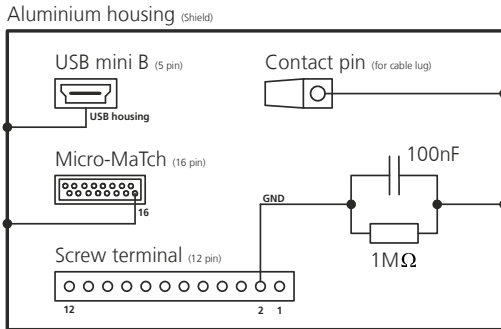 Aluminium housing (Shield)
USB mini B (5 pin)
Contact pin (for cable lug)
USB housing
Micro-MaTch (16 pin)
100nF
16
GND
1MΩ
Screw terminal (12 pin)
12 2 1